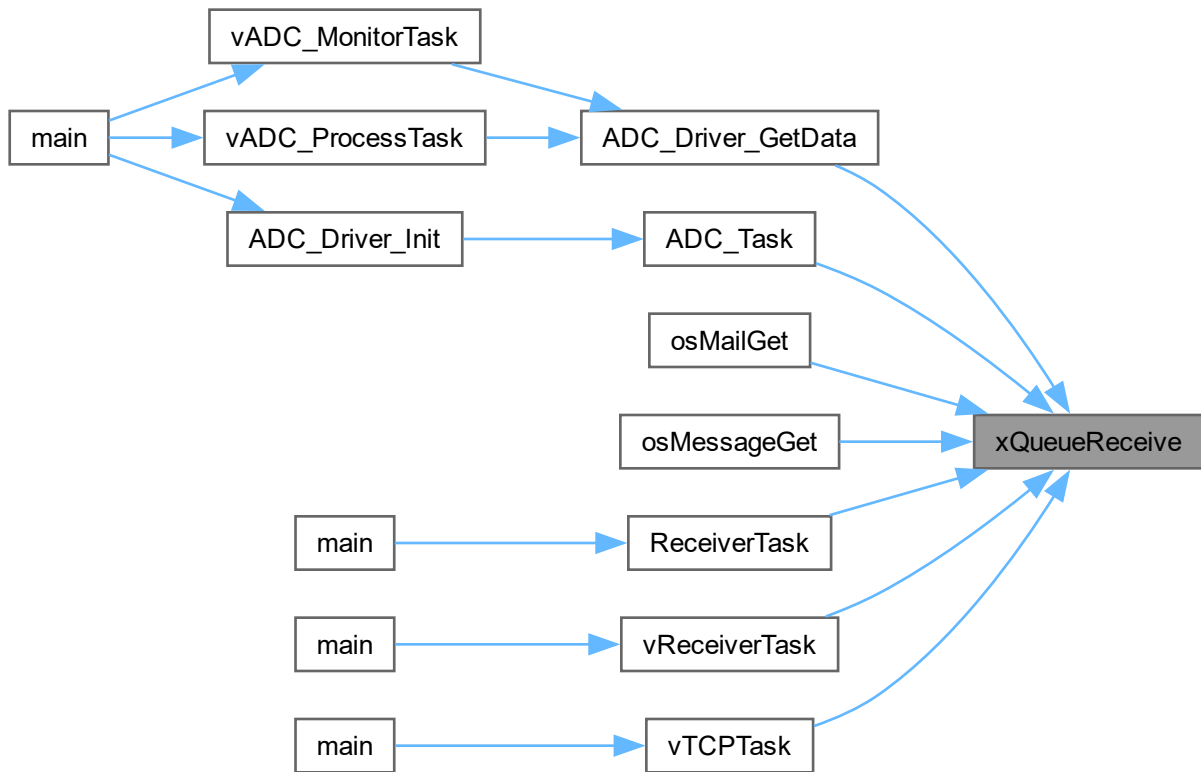 vADC_MonitorTask
main
vADC_ProcessTask
ADC_Driver_GetData
ADC_Driver_Init
ADC_Task
osMailGet
osMessageGet
xQueueReceive
main
ReceiverTask
main
vReceiverTask
main
vTCPTask